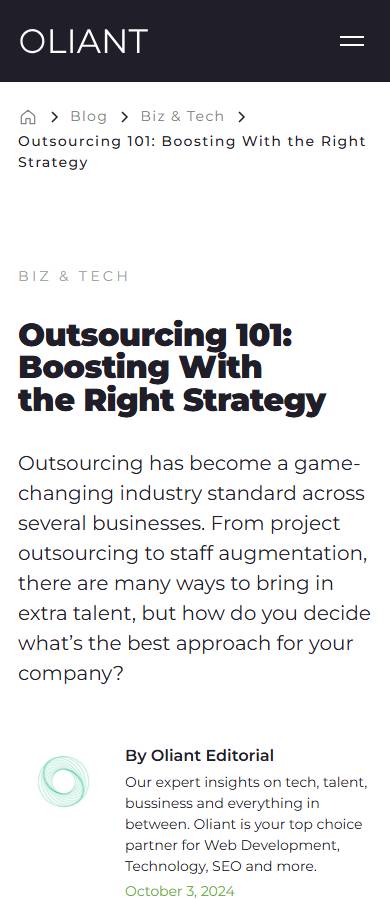 OLIANT
Blog
Biz & Tech
Outsourcing 101: Boosting With the Right
Strategy
BIZ & TECH
Outsourcing 101:
Boosting With
the Right Strategy
Outsourcing has become a game-
changing industry standard across
several businesses. From project
outsourcing to staff augmentation,
there are many ways to bring in
extra talent, but how do you decide
what’s the best approach for your
company?
By Oliant Editorial
Our expert insights on tech, talent,
bussiness and everything in
between. Oliant is your top choice
partner for Web Development,
Technology, SEO and more.
October 3, 2024